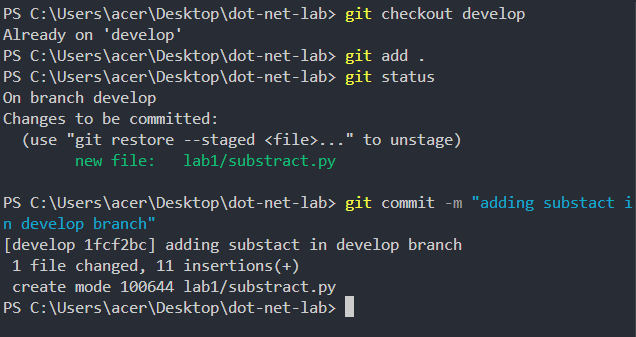 PS C:\Users\acer\Desktop\dot-net-lab> git checkout develop
Already on 'develop'
PS C:\Users\acer\Desktop\dot-net-lab> git add .
PS C:\Users\acer\Desktop\dot-net-lab> git status
On branch develop
Changes to be committed:
  (use "git restore --staged <file>..." to unstage)
        new file:   lab1/substract.py
PS C:\Users\acer\Desktop\dot-net-lab> git commit -m "adding substact i
n develop branch"
[develop 1fcf2bc] adding substact in develop branch
 1 file changed, 11 insertions(+)
 create mode 100644 lab1/substract.py
PS C:\Users\acer\Desktop\dot-net-lab>